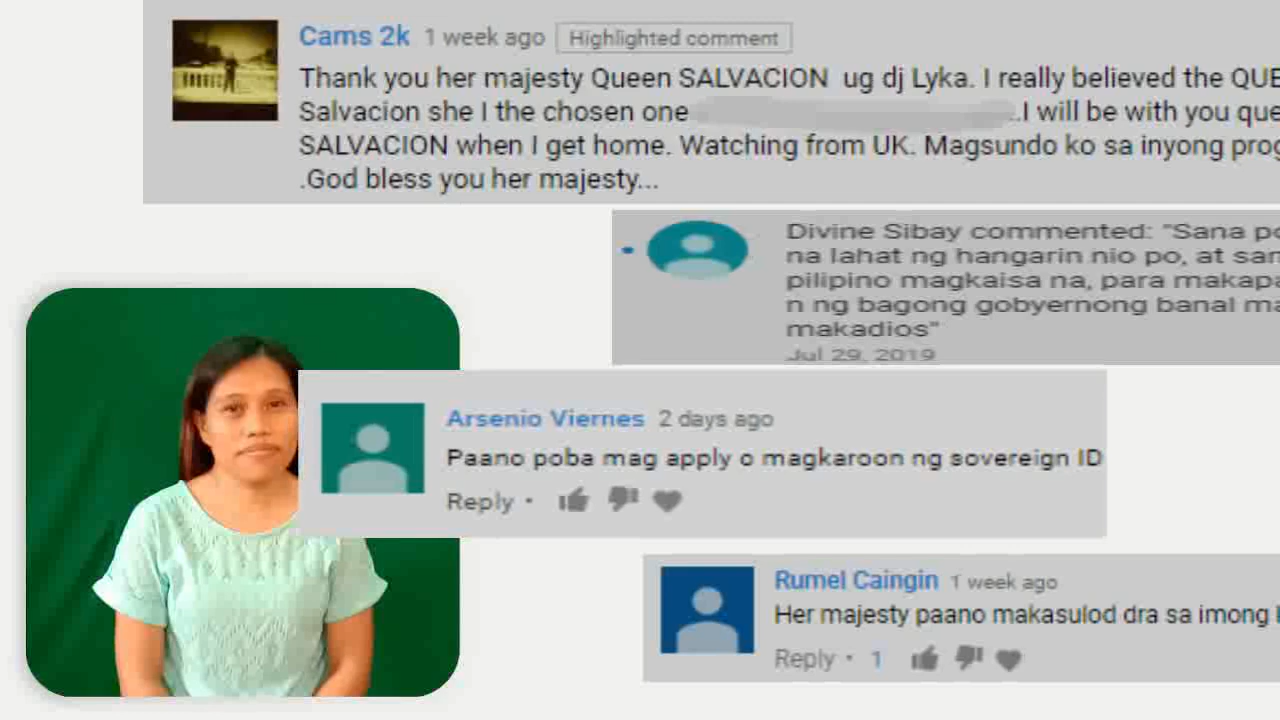 Cams 2k 1 week ago Highlighted comment
Thank you her majesty Queen SALVACION ug dj Lyka. I really believed the
Salvacion she I the chosen one .I will be with you
SALVACION when I get home. Watching from UK. Magsundo ko sa inyong
.God bless you her majesty...
Divine Sibay commented: "Sana
na lahat ng hangarin nio po, at
pilipino magkaisa na, para
n ng bagong gobyernong banal
makadios"
Jul 29, 2019
Arsenio Viernes 2 days ago
Paano poba mag apply o magkaroon ng sovereign ID
Reply •
Rumel Caingin 1 week ago
Her majesty paano makasulod dra sa imong
Reply • 1